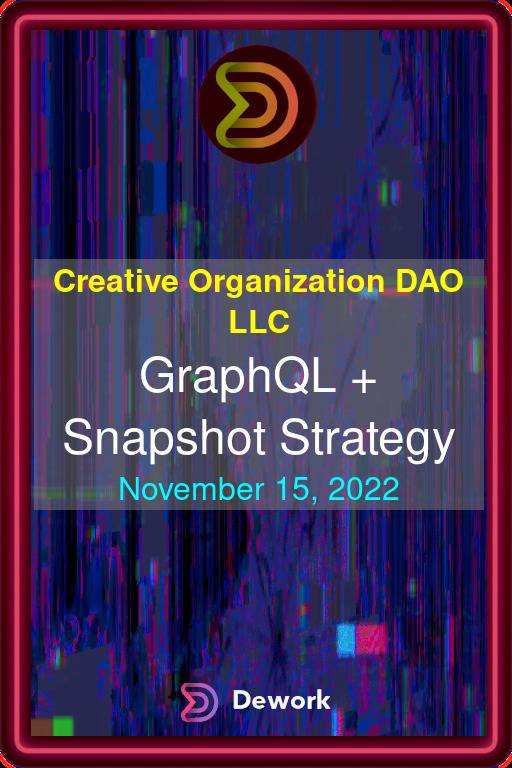 Creative Organization DAO
LLC
GraphQL +
Snapshot Strategy
November 15, 2022
Dework